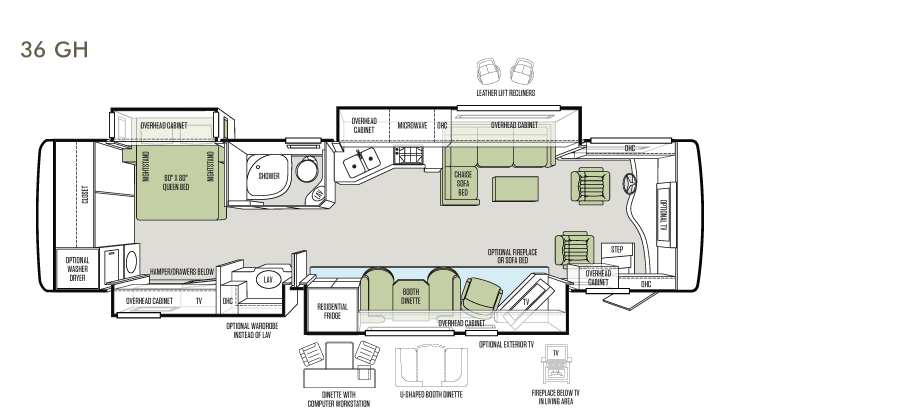 36 GH
LEATHER LIFT RECLINERS
OVERHEAD CABINET
OVERHEAD
CABINET
MICROWAVE
OHC
OVERHEAD CABINET
OHC
NIGHTSTAND
60" X 80"
QUEEN BED
NIGHTSTAND
SHOWER
LAV
CHAISE
SOFA
BED
CLOSET
OPTIONAL TV
OPTIONAL
WASHER
DRYER
HAMPER/DRAWERS BELOW
LAV
OPTIONAL FIREPLACE
OR SOFA BED
STEP
OVERHEAD
CABINET
OHC
OVERHEAD CABINET
TV
OHC
RESIDENTIAL
FRIDGE
BOOTH
DINETTE
TV
OVERHEAD CABINET
OPTIONAL WARDROBE
INSTEAD OF LAV
OPTIONAL EXTERIOR TV
TV
DINETTE WITH
COMPUTER WORKSTATION
U-SHAPED BOOTH DINETTE
FIREPLACE BELOW TV
IN LIVING AREA